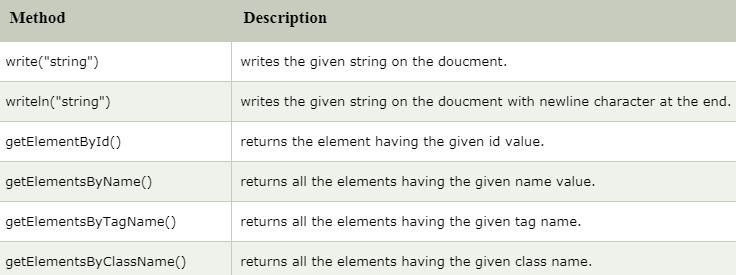 Method Description
write("string") writes the given string on the doucment.
writeln("string") writes the given string on the doucment with newline character at the end.
getElementById() returns the element having the given id value.
getElementsByName() returns all the elements having the given name value.
getElementsByTagName() returns all the elements having the given tag name.
getElementsByClassName() returns all the elements having the given class name.